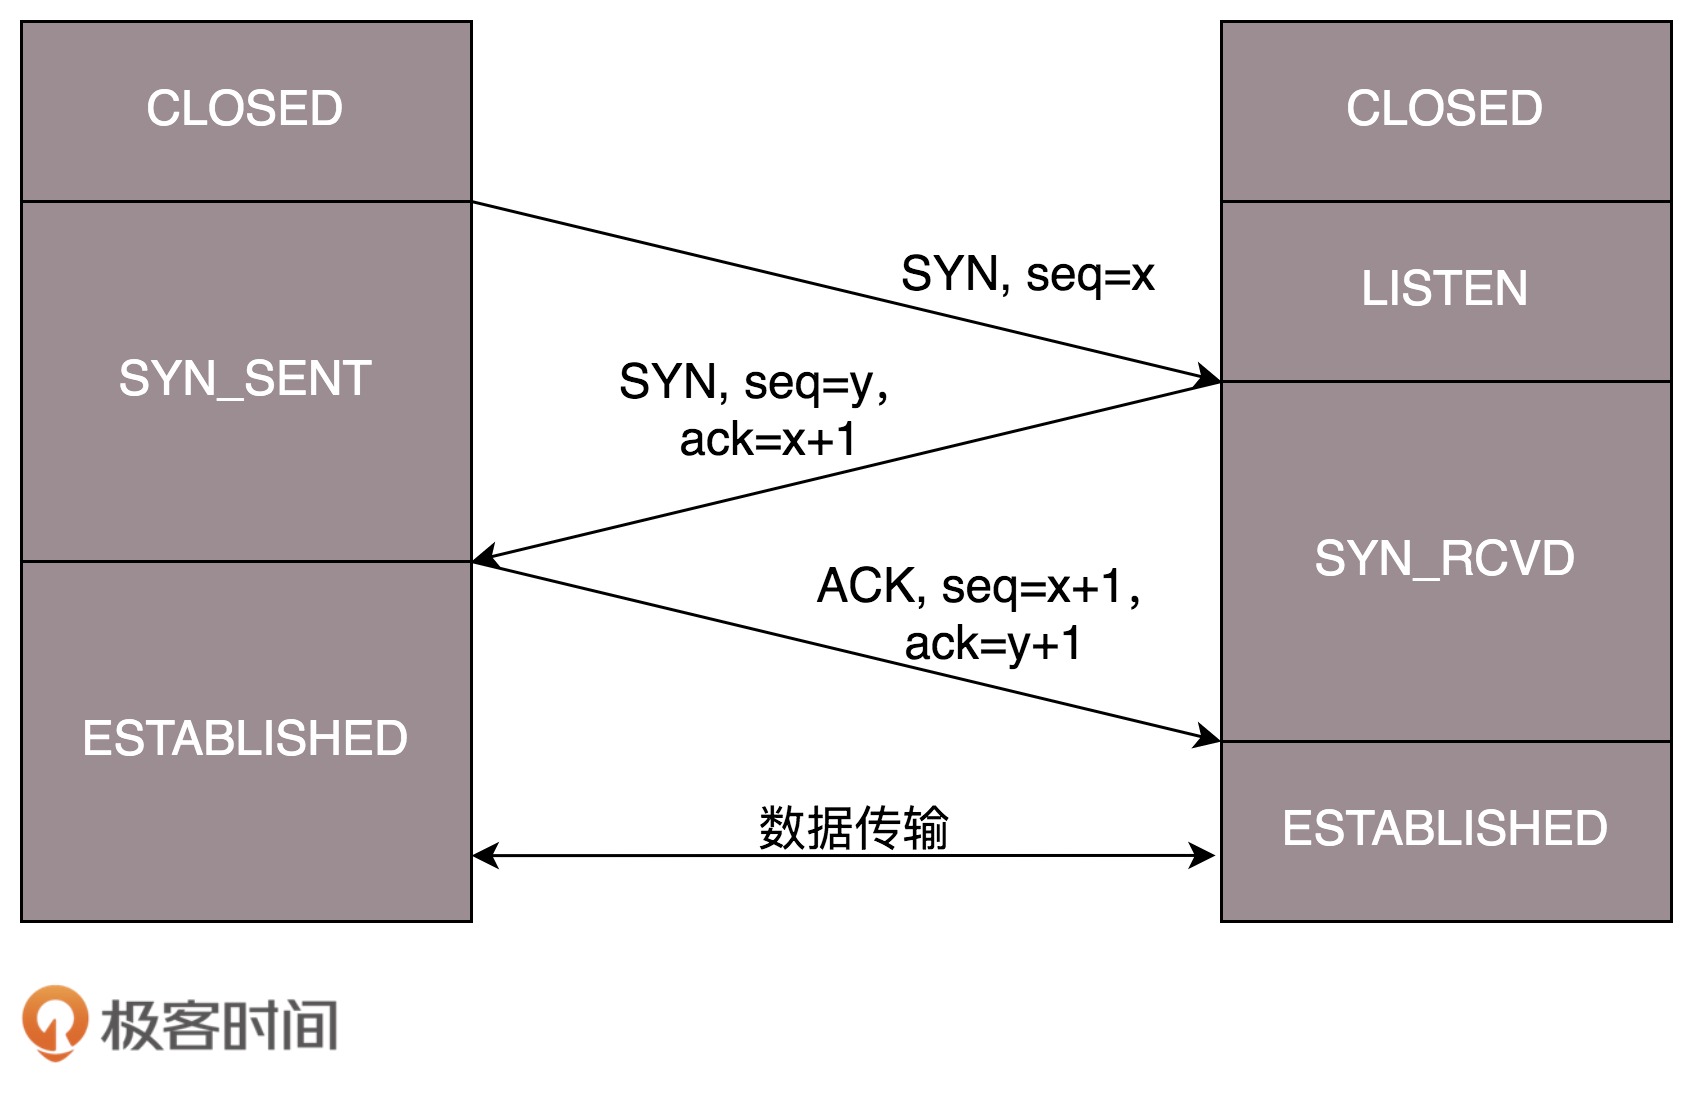 CLOSED
CLOSED
SYN, seq=x
LISTEN
SYN_SENT
SYN, seq=y,
ack=x+1
SYN_RCVD
ACK, seq=x+1,
ack=y+1
ESTABLISHED
数据传输
ESTABLISHED
极客时间